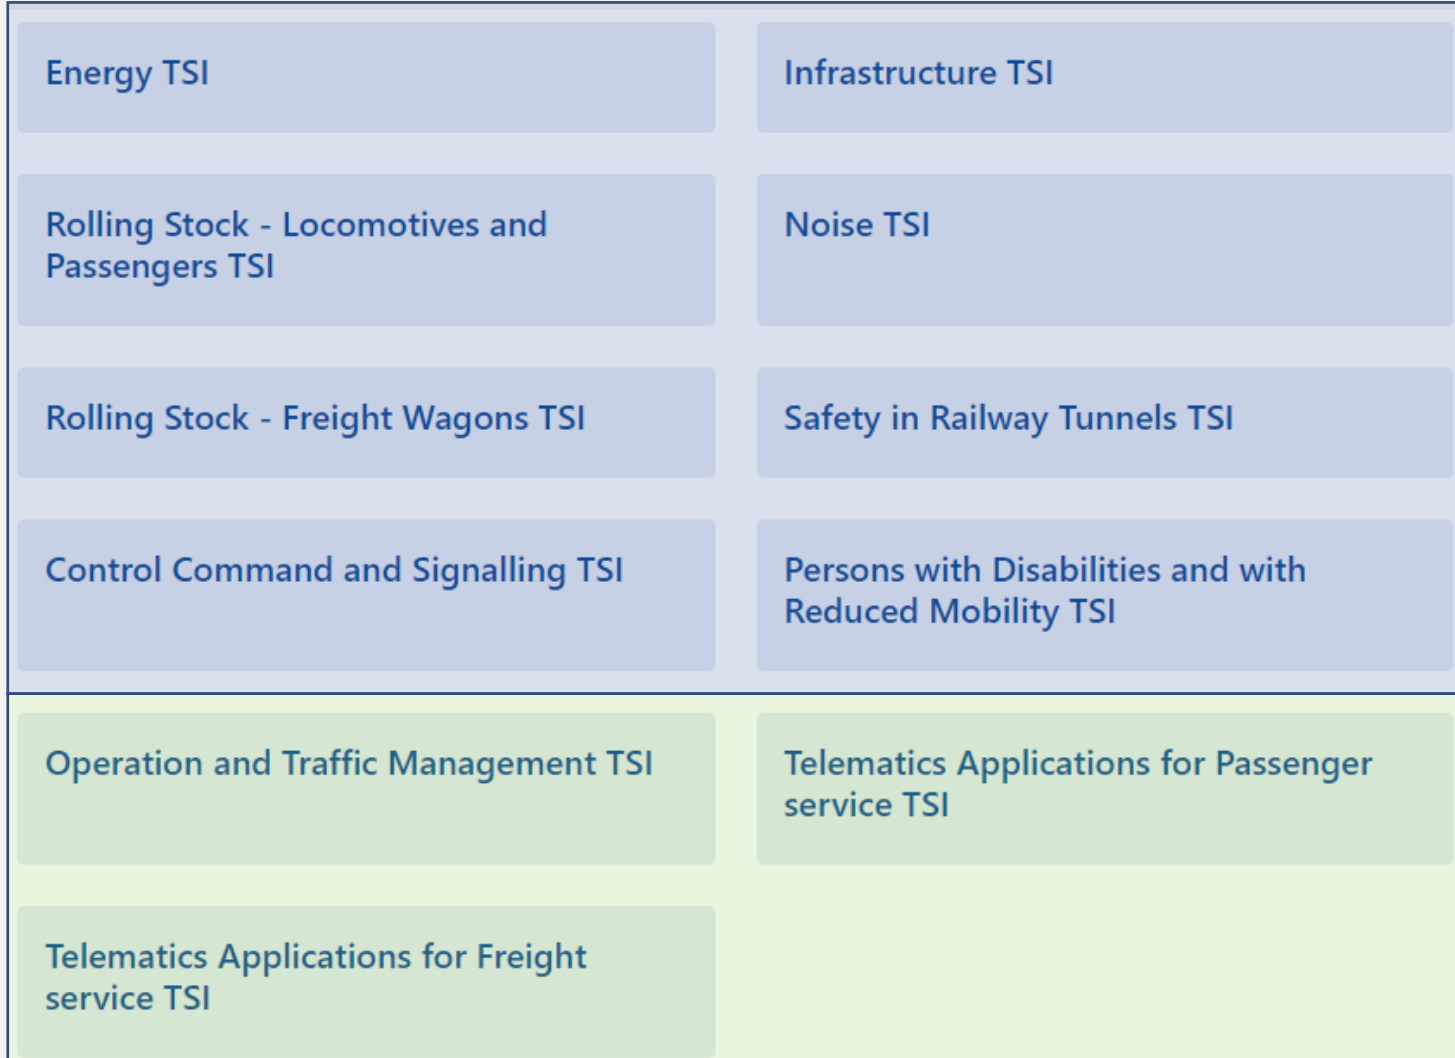 Energy TSI
Infrastructure TSI
Rolling Stock - Locomotives and
Passengers TSI
Noise TSI
Rolling Stock - Freight Wagons TSI
Safety in Railway Tunnels TSI
Control Command and Signalling TSI
Persons with Disabilities and with
Reduced Mobility TSI
Operation and Traffic Management TSI
Telematics Applications for Passenger
service TSI
Telematics Applications for Freight
service TSI